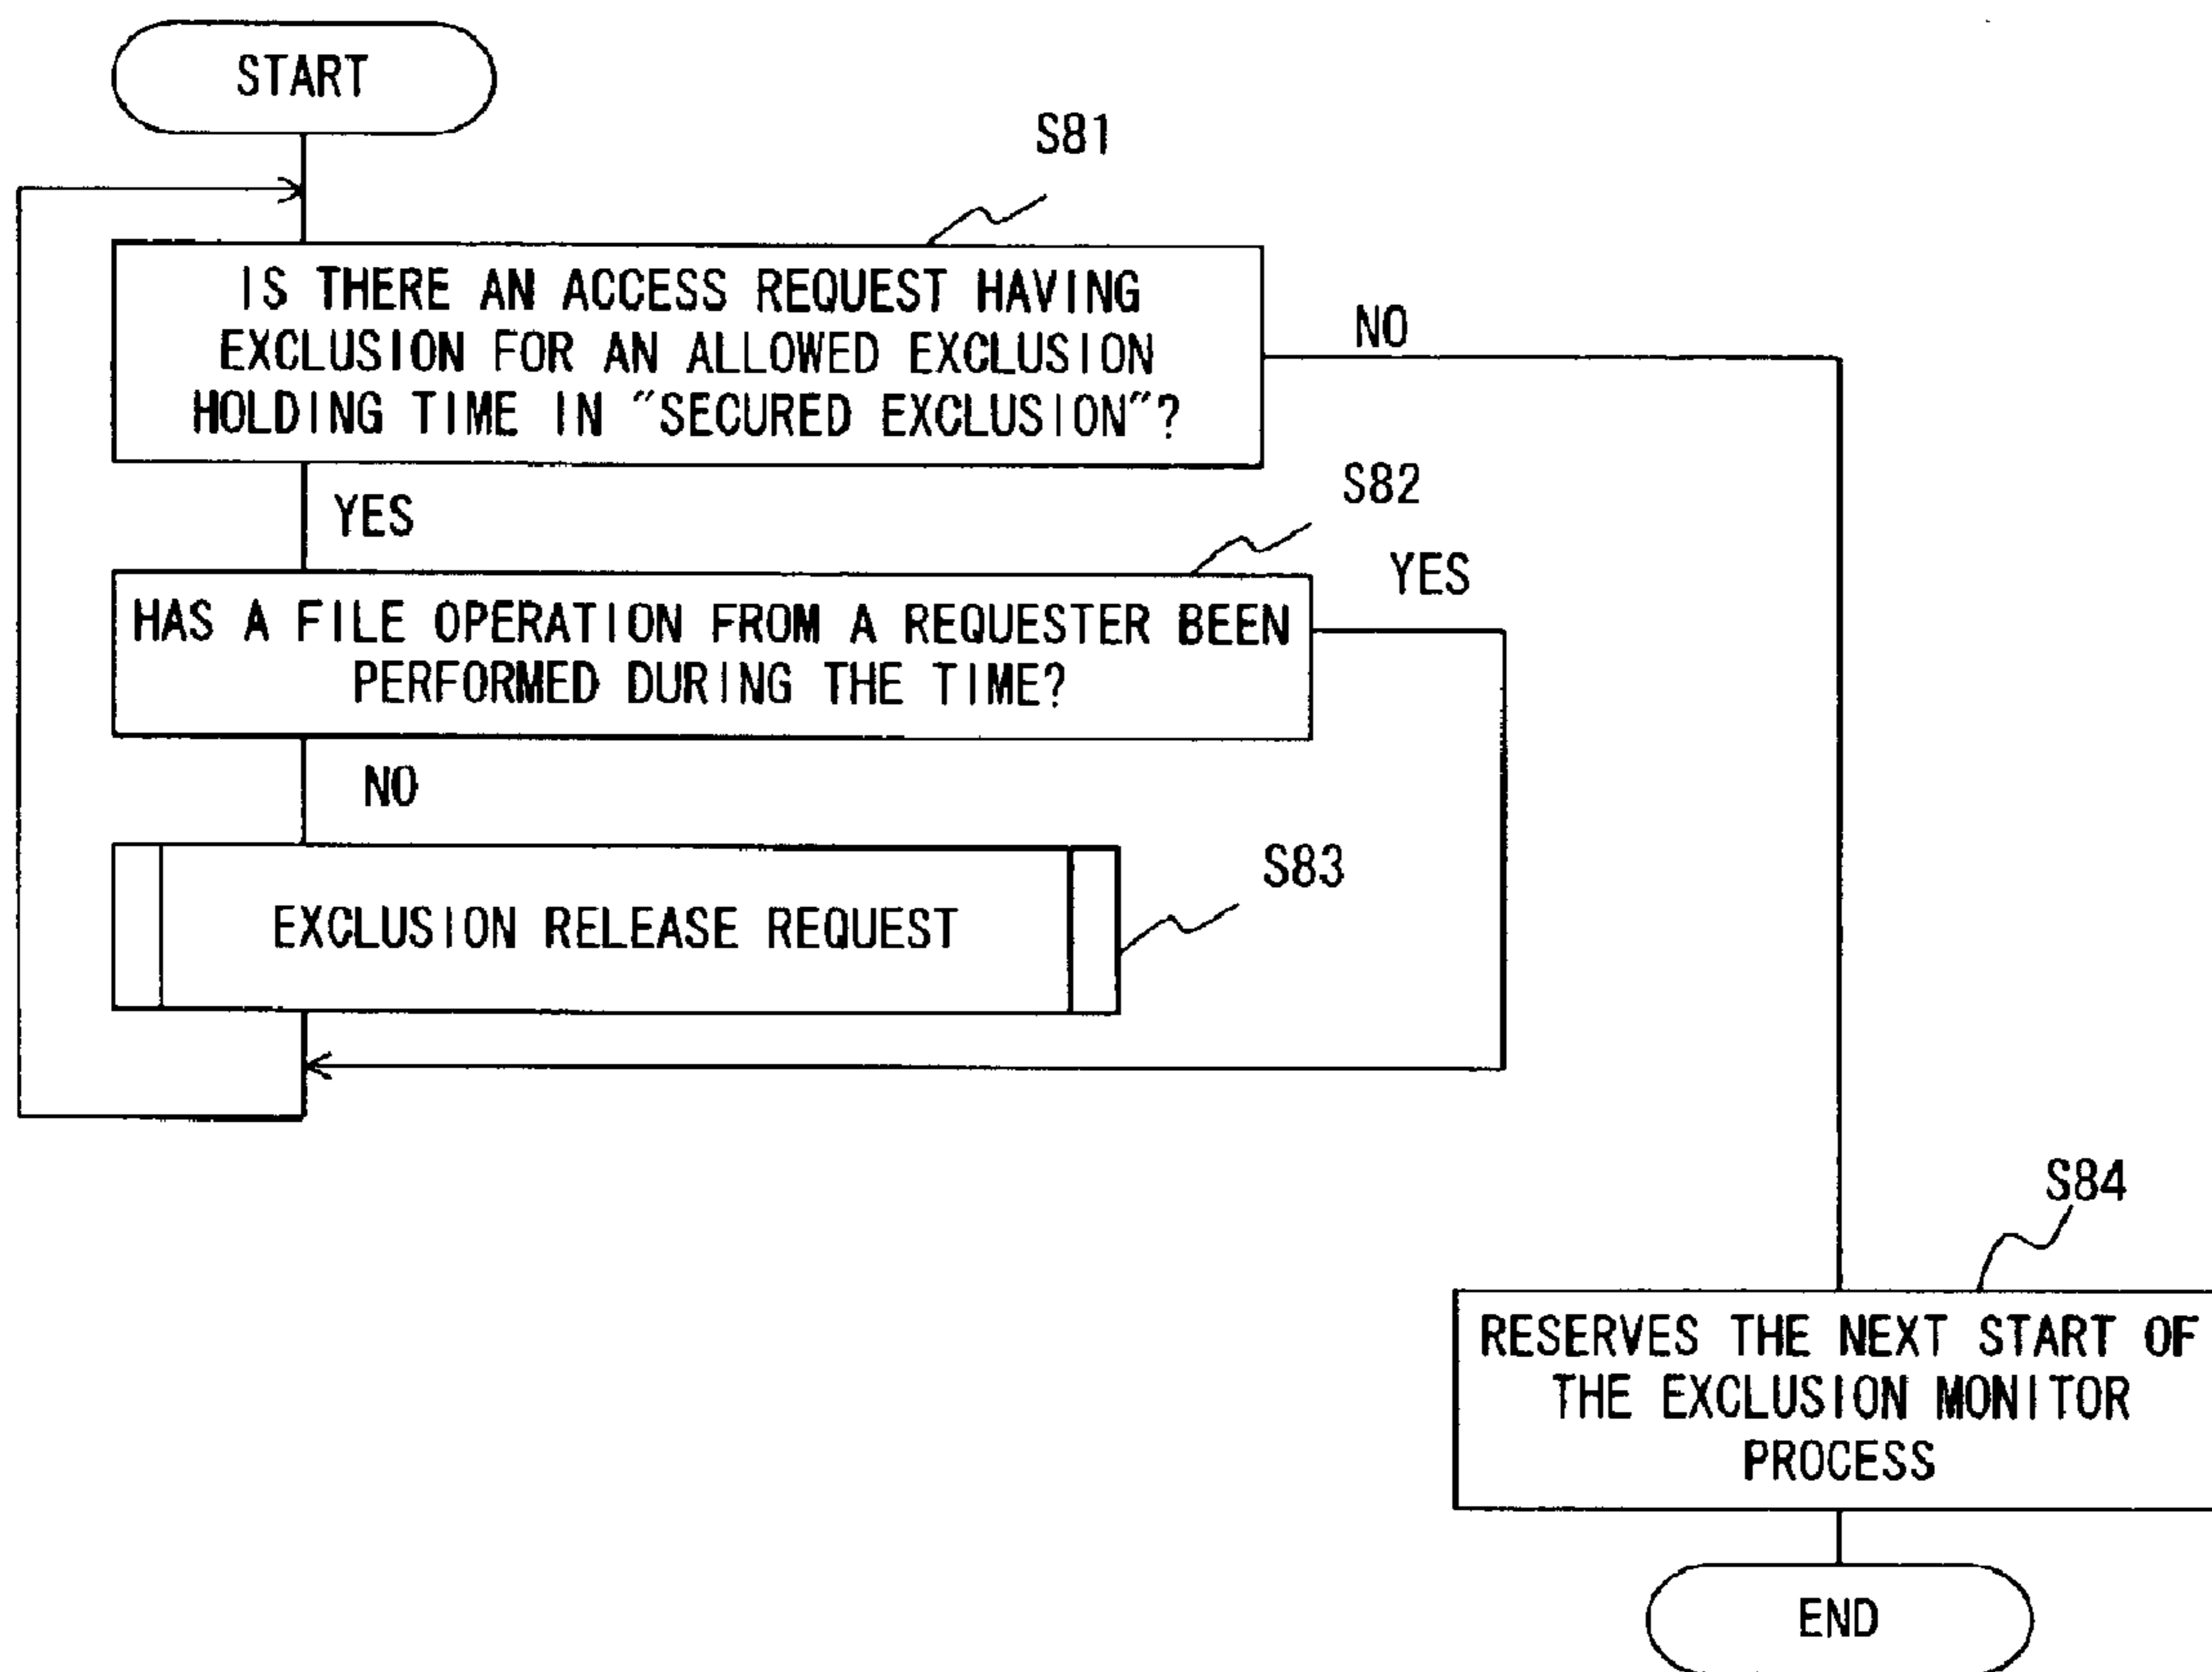 START
S81
IS THERE AN ACCESS REQUEST HAVING
EXCLUSION FOR AN ALLOWED EXCLUSION
HOLDING TIME IN "SECURED EXCLUSION"?
NO
YES
S82
YES
HAS A FILE OPERATION FROM A REQUESTER BEEN
PERFORMED DURING THE TIME?
NO
S83
EXCLUSION RELEASE REQUEST
S84
RESERVES THE NEXT START OF
THE EXCLUSION MONITOR
PROCESS
END